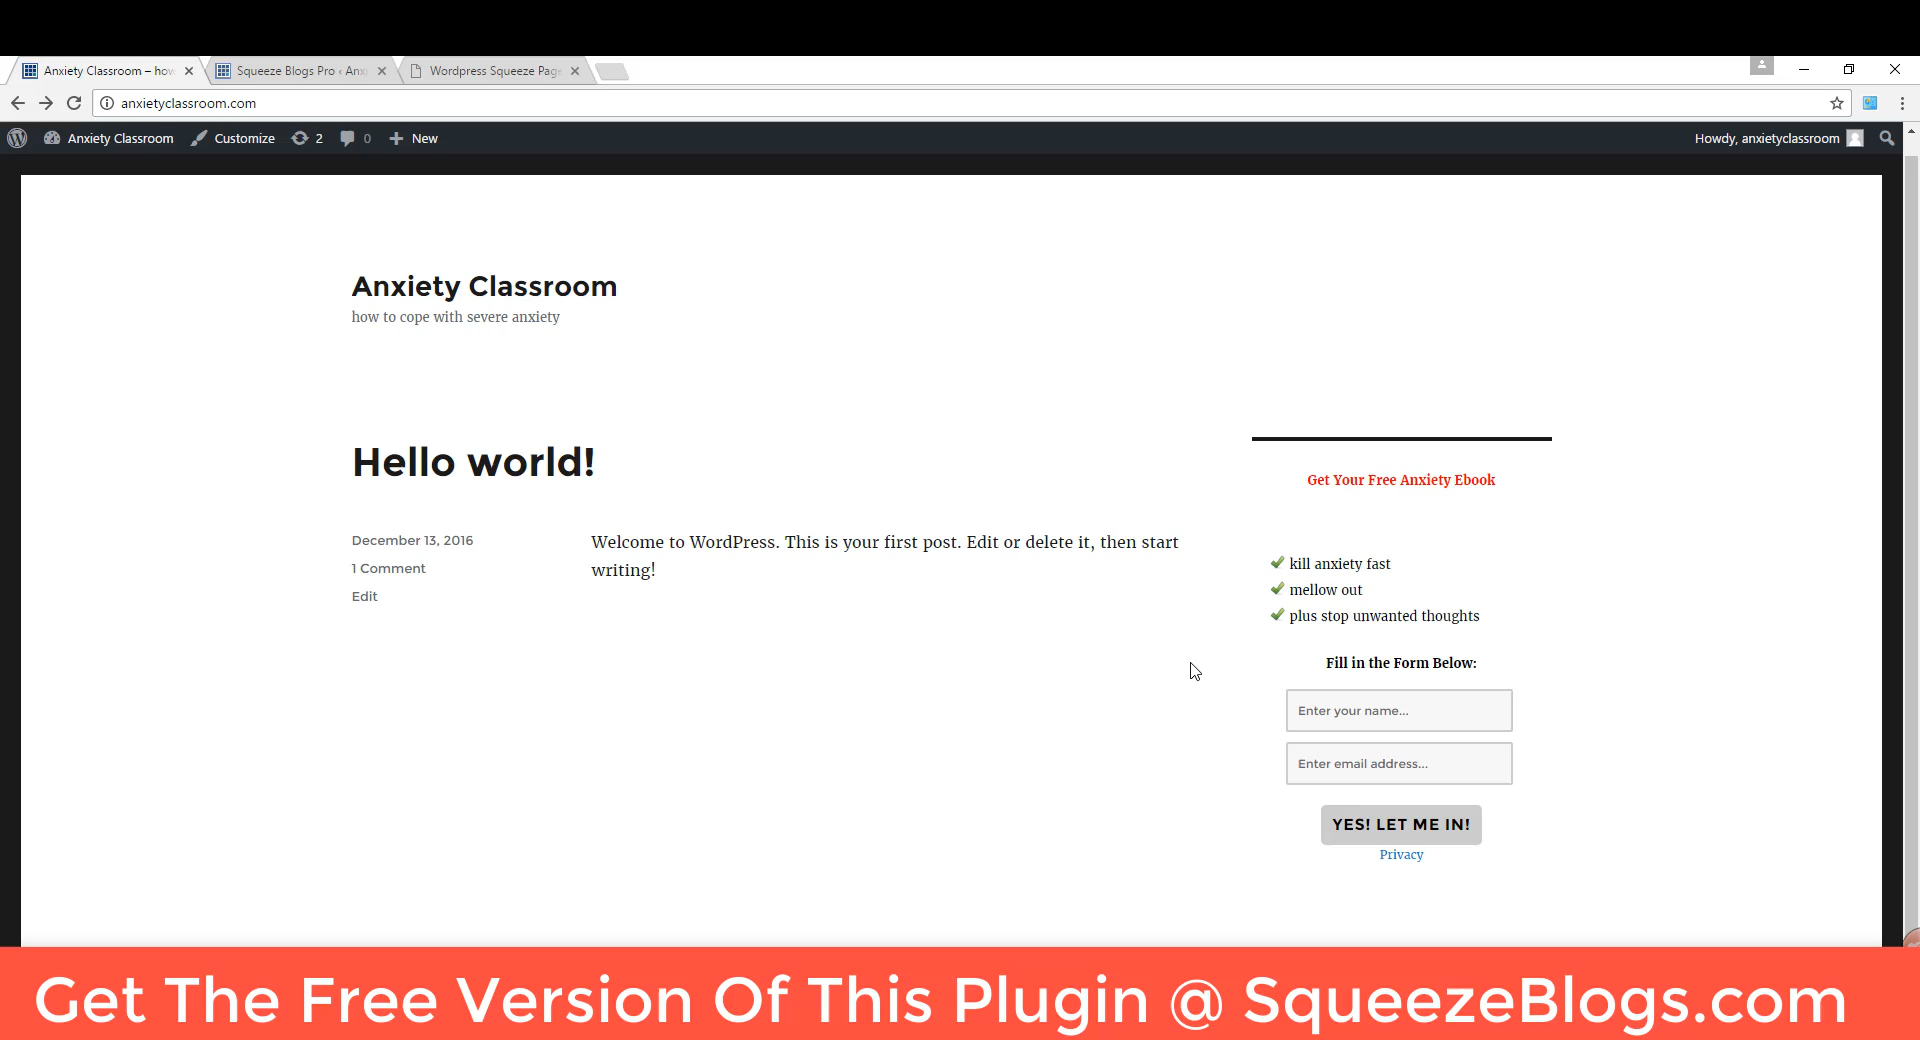 Anxiety Classroom – how
Squeeze Blogs Pro ‹ Anx
Wordpress Squeeze Pag
anxietyclassroom.com
Anxiety Classroom Customize 2 0 New
Howdy, anxietyclassroom
Anxiety Classroom
how to cope with severe anxiety
Hello world!
December 13, 2016
1 Comment
Edit
Welcome to WordPress. This is your first post. Edit or delete it, then start
writing!
Get Your Free Anxiety Ebook
kill anxiety fast
mellow out
plus stop unwanted thoughts
Fill in the Form Below:
Enter your name...
Enter email address...
YES! LET ME IN!
Privacy
Get The Free Version Of This Plugin @ SqueezeBlogs.com